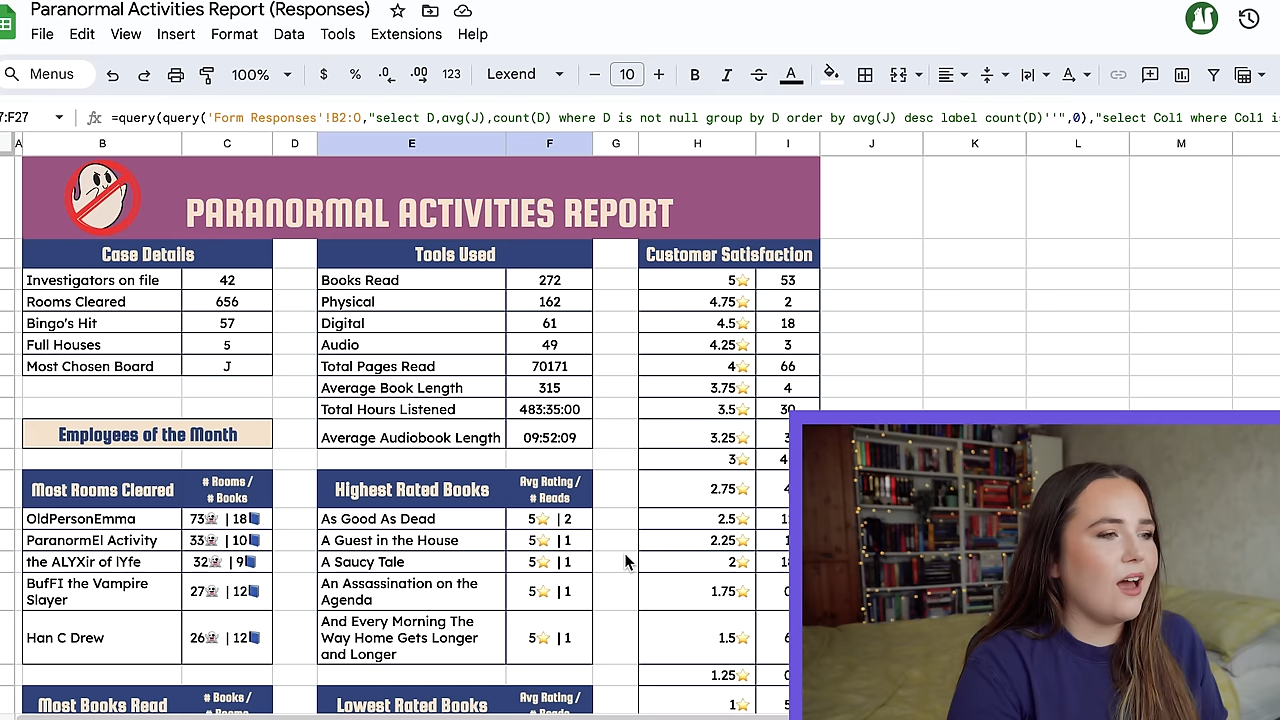 Paranormal Activities Report (Responses)
File Edit View Insert Format Data Tools Extensions Help
Menus 100% $ % .0 .00 123 Lexend 10 B I A
7:F27 fx =query(query('Form Responses'!B2:O,"select D,avg(J),count(D) where D is not null group by D order by avg(J) desc label count(D)''",0),"select Col1 where Col1 i
A B C D E F G H I J K L M
PARANORMAL ACTIVITIES REPORT
Case Details Tools Used Customer Satisfaction
Investigators on file 42 Books Read 272 5⭐ 53
Rooms Cleared 656 Physical 162 4.75⭐ 2
Bingo's Hit 57 Digital 61 4.5⭐ 18
Full Houses 5 Audio 49 4.25⭐ 3
Most Chosen Board J Total Pages Read 70171 4⭐ 66
Average Book Length 315 3.75⭐ 4
Total Hours Listened 483:35:00 3.5⭐ 30
Employees of the Month Average Audiobook Length 09:52:09 3.25⭐
3⭐
Most Rooms Cleared # Rooms / # Books Highest Rated Books Avg Rating / # Reads 2.75⭐
OldPersonEmma 73👻 | 18📘 As Good As Dead 5⭐ | 2 2.5⭐
ParanormEl Activity 33👻 | 10📘 A Guest in the House 5⭐ | 1 2.25⭐
the ALYXir of lYfe 32👻 | 9📘 A Saucy Tale 5⭐ | 1 2⭐
BufFI the Vampire Slayer 27👻 | 12📘 An Assassination on the Agenda 5⭐ | 1 1.75⭐
Han C Drew 26👻 | 12📘 And Every Morning The Way Home Gets Longer and Longer 5⭐ | 1 1.5⭐
1.25⭐
Most Books Read # Books / Lowest Rated Books Avg Rating / 1⭐